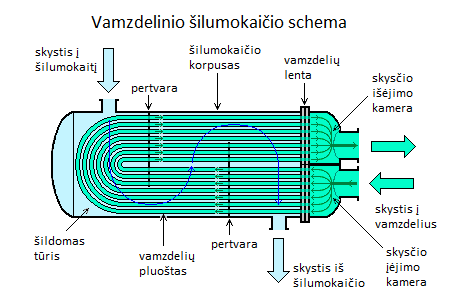 Vamzdelinio šilumokaičio schema
skystis į
šilumokaitį
pertvara
šilumokaičio
korpusas
vamzdelių
lenta
skysčio
išėjimo
kamera
skystis į
vamzdelius
skysčio
įėjimo
kamera
šildomas
tūris
vamzdelių
pluoštas
pertvara
skystis iš
šilumokaičio